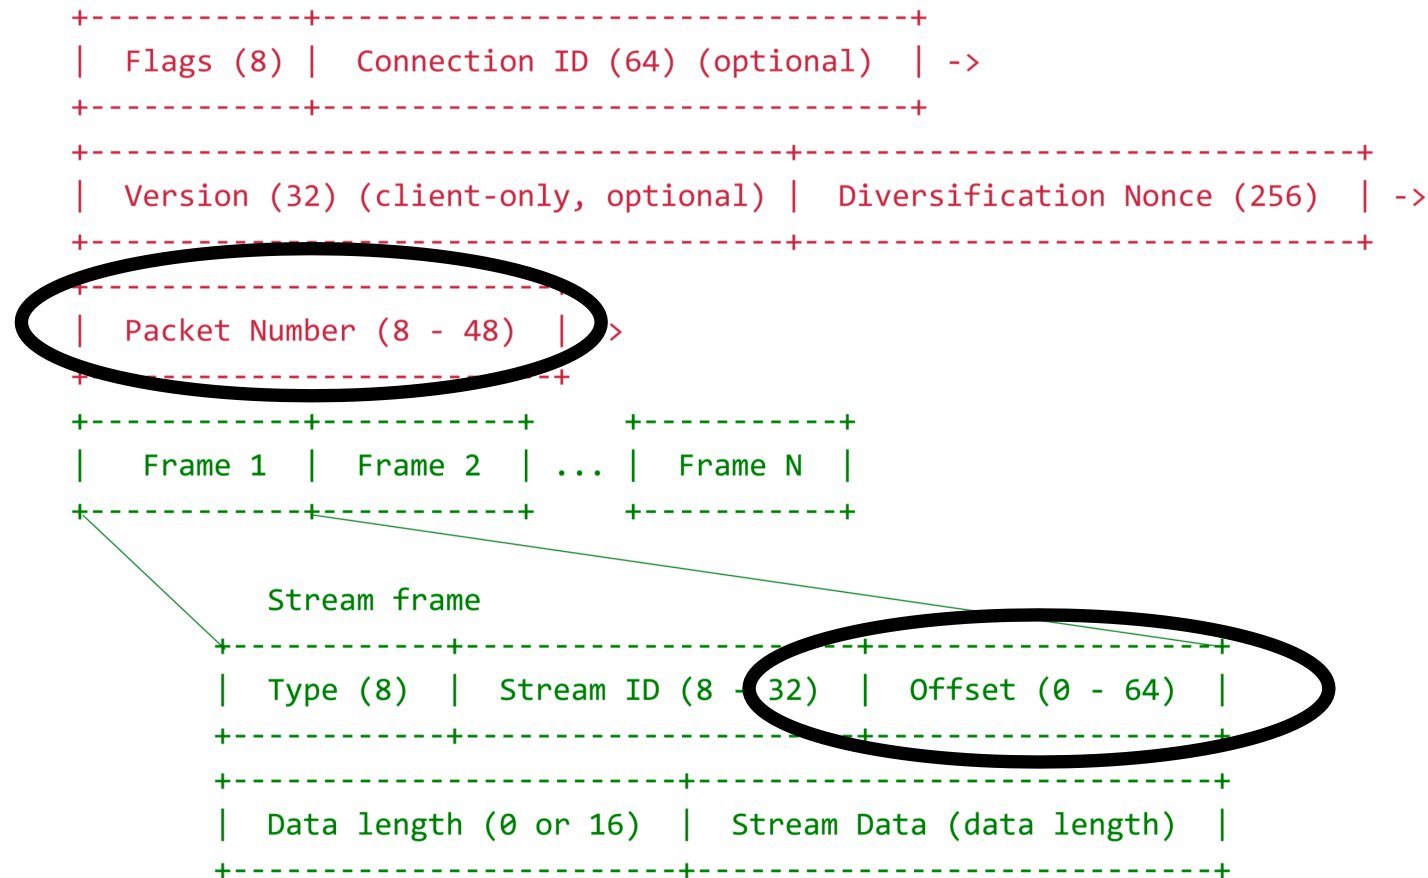 +------------+--------------------------------+
| Flags (8) | Connection ID (64) (optional) | ->
+------------+--------------------------------+
+---------------------------------------+-------------------------------+
| Version (32) (client-only, optional) | Diversification Nonce (256) | ->
+---------------------------------------+-------------------------------+
+--------------------------+
| Packet Number (8 - 48) | >
+--------------------------+
+------------+-----------+ +-----------+
| Frame 1 | Frame 2 | ... | Frame N |
+------------+-----------+ +-----------+
Stream frame
+------------+----------------------+-------------------+
| Type (8) | Stream ID (8 - 32) | Offset (0 - 64) |
+------------+----------------------+-------------------+
+-------------------------+-----------------------------+
| Data length (0 or 16) | Stream Data (data length) |
+-------------------------+-----------------------------+